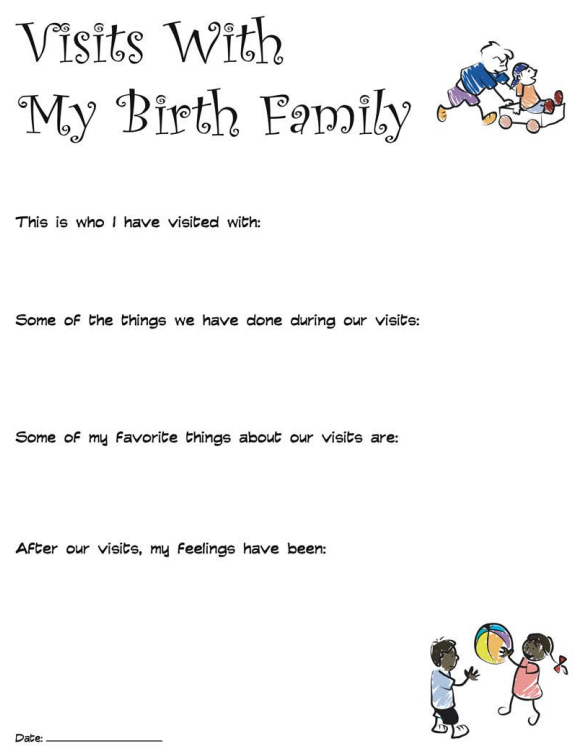 Visits With
My Birth Family
This is who I have visited with:
Some of the things we have done during our visits:
Some of my favorite things about our visits are:
After our visits, my feelings have been:
Date: ____________________